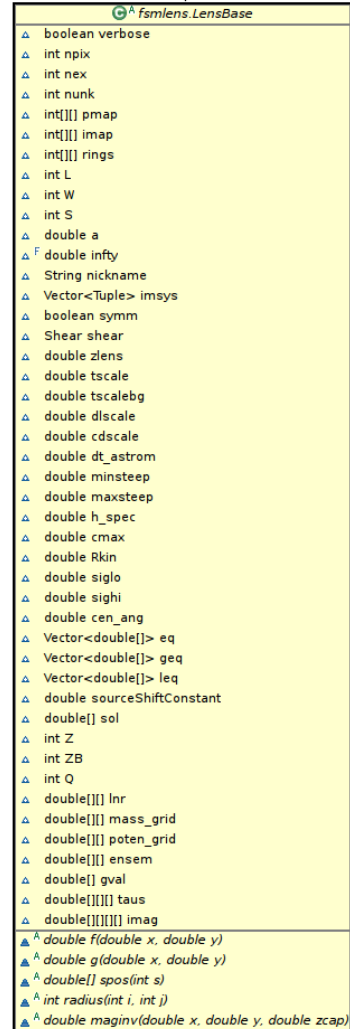 C A fsmlens.LensBase
boolean verbose
int npix
int nex
int nunk
int[][] pmap
int[][] imap
int[][] rings
int L
int W
int S
double a
F double infty
String nickname
Vector<Tuple> imsys
boolean symm
Shear shear
double zlens
double tscale
double tscalebg
double dlscale
double cdscale
double dt_astrom
double minsteep
double maxsteep
double h_spec
double cmax
double Rkin
double siglo
double sighi
double cen_ang
Vector<double[]> eq
Vector<double[]> geq
Vector<double[]> leq
double sourceShiftConstant
double[] sol
int Z
int ZB
int Q
double[][] lnr
double[][] mass_grid
double[][] poten_grid
double[][] ensem
double[] gval
double[][][] taus
double[][][][] imag
A double f(double x, double y)
A double g(double x, double y)
A double[] spos(int s)
A int radius(int i, int j)
A double maginv(double x, double y, double zcap)